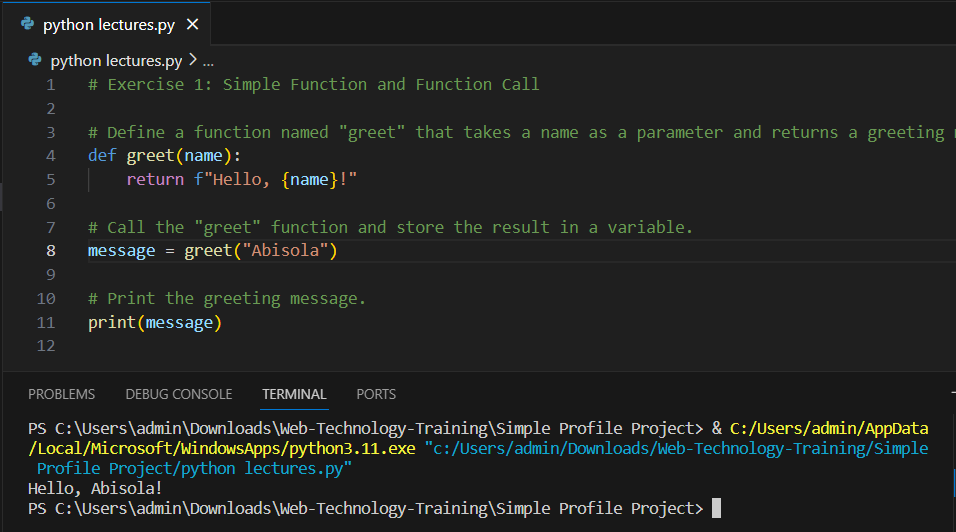 python lectures.py
python lectures.py > ...
1 # Exercise 1: Simple Function and Function Call
2
3 # Define a function named "greet" that takes a name as a parameter and returns a greeting
4 def greet(name):
5     return f"Hello, {name}!"
6
7 # Call the "greet" function and store the result in a variable.
8 message = greet("Abisola")
9
10 # Print the greeting message.
11 print(message)
12
PROBLEMS DEBUG CONSOLE TERMINAL PORTS
PS C:\Users\admin\Downloads\Web-Technology-Training\Simple Profile Project> & C:/Users/admin/AppData
/Local/Microsoft/WindowsApps/python3.11.exe "c:/Users/admin/Downloads/Web-Technology-Training/Simple
Profile Project/python lectures.py"
Hello, Abisola!
PS C:\Users\admin\Downloads\Web-Technology-Training\Simple Profile Project>